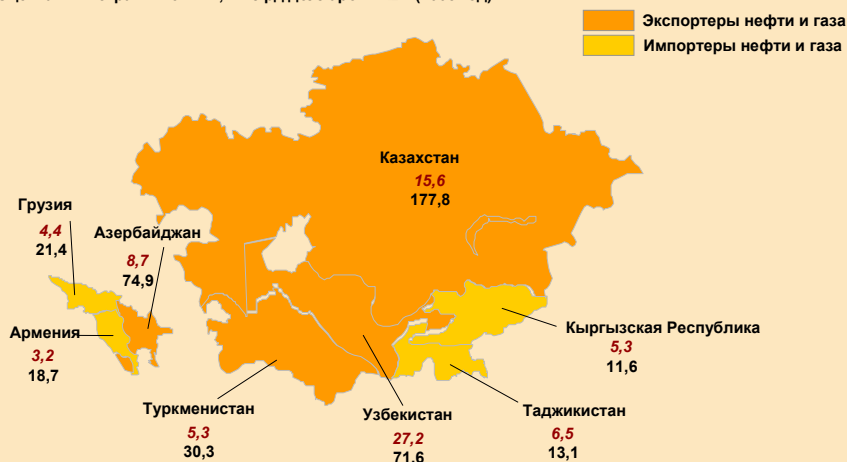 Экспортеры нефти и газа
Импортеры нефти и газа
Казахстан
15,6
177,8
Грузия
4,4
21,4
Азербайджан
8,7
74,9
Армения
3,2
18,7
Кыргызская Республика
5,3
11,6
Туркменистан
5,3
30,3
Узбекистан
27,2
71,6
Таджикистан
6,5
13,1